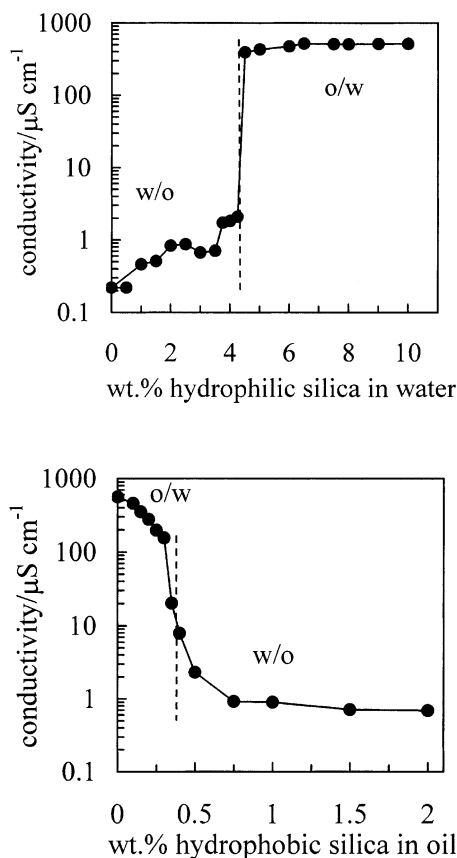 1000
100
10
1
0.1
conductivity/μS cm⁻¹
w/o
o/w
0 2 4 6 8 10
wt.% hydrophilic silica in water
1000
100
10
1
0.1
conductivity/μS cm⁻¹
o/w
w/o
0 0.5 1 1.5 2
wt.% hydrophobic silica in oil